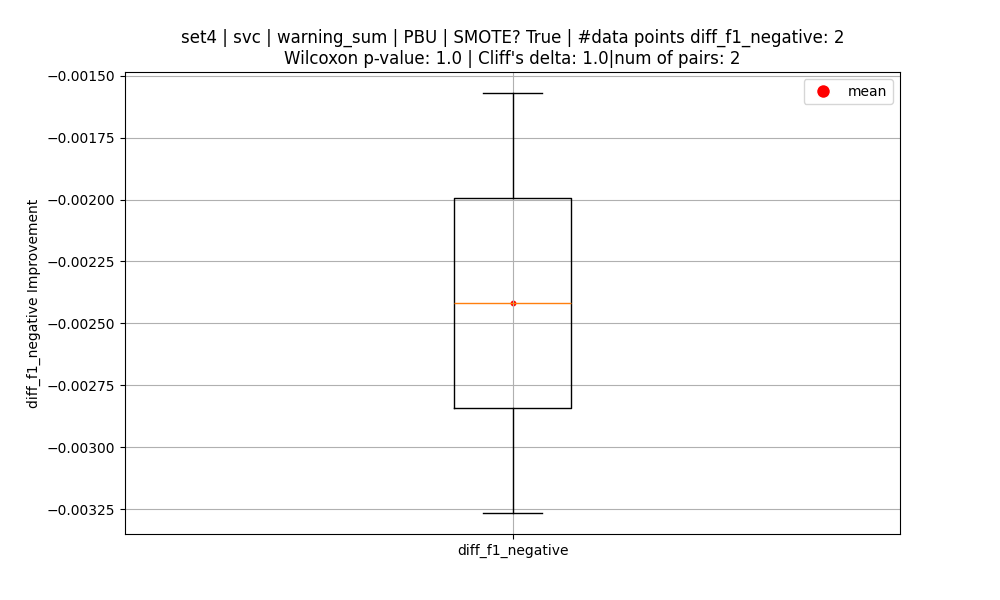 set4 | svc | warning_sum | PBU | SMOTE? True | #data points diff_f1_negative: 2
Wilcoxon p-value: 1.0 | Cliff's delta: 1.0|num of pairs: 2
mean
diff_f1_negative Improvement
−0.00150
−0.00175
−0.00200
−0.00225
−0.00250
−0.00275
−0.00300
−0.00325
diff_f1_negative